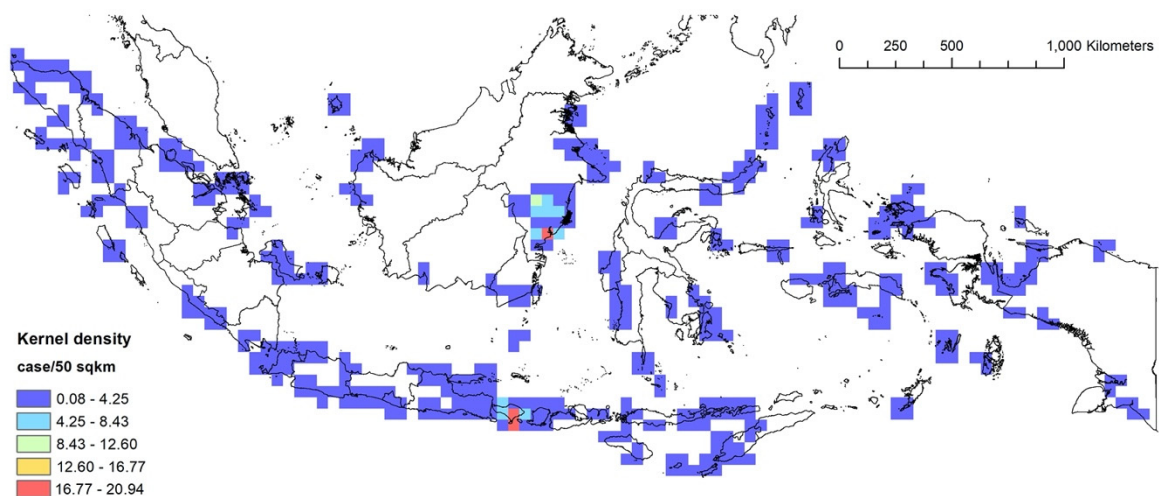 0 250 500 1,000 Kilometers
Kernel density
case/50 sqkm
0.08 - 4.25
4.25 - 8.43
8.43 - 12.60
12.60 - 16.77
16.77 - 20.94